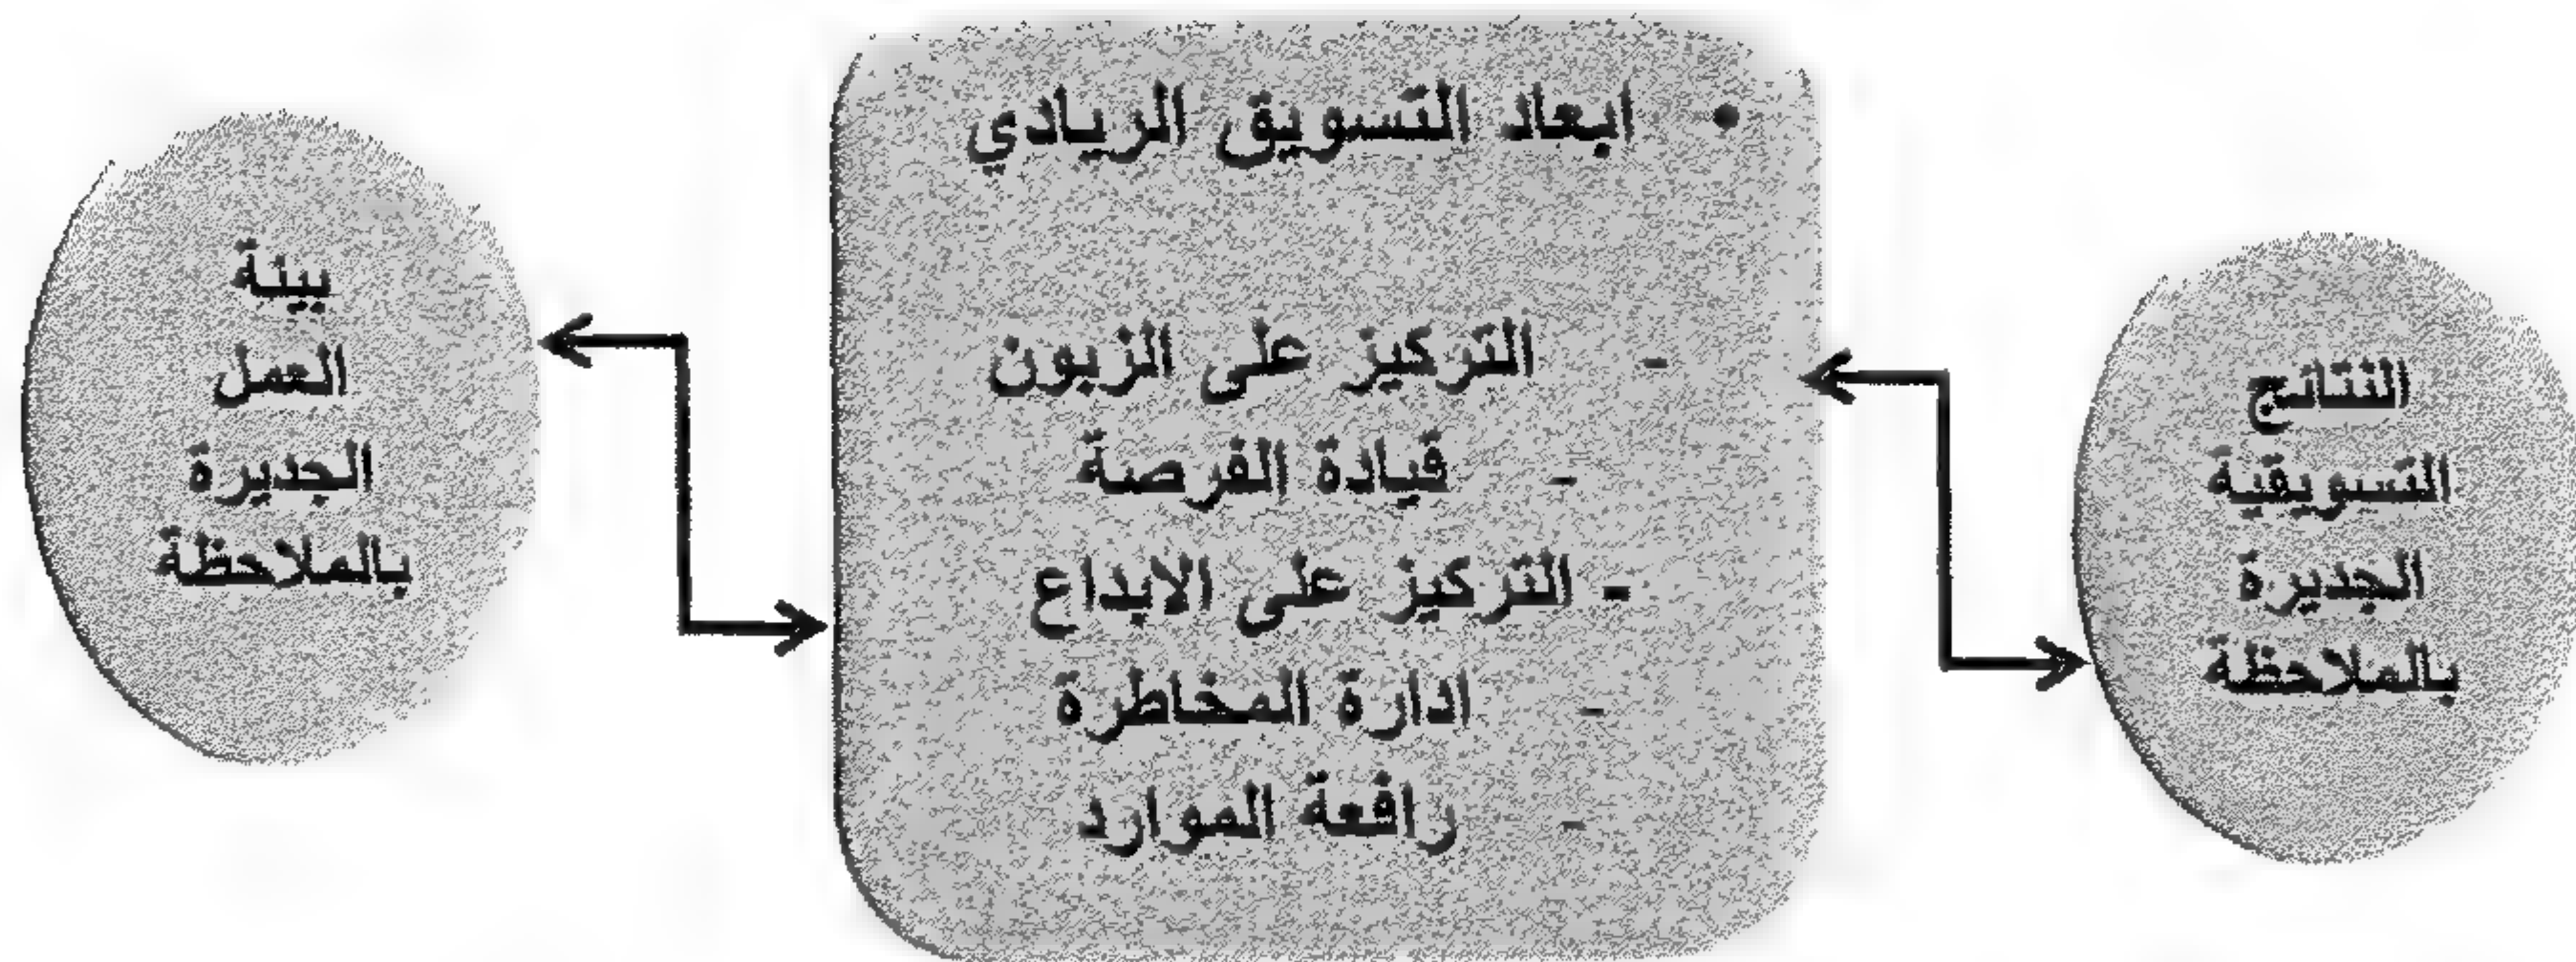 النتائج
التسويقية
الجديرة
بالملاحظة
• ابعاد التسويق الريادي
- التركيز على الزبون
- قيادة الفرصة
- التركيز على الابداع
- ادارة المخاطرة
- رافعة الموارد
بيئة
العمل
الجديرة
بالملاحظة